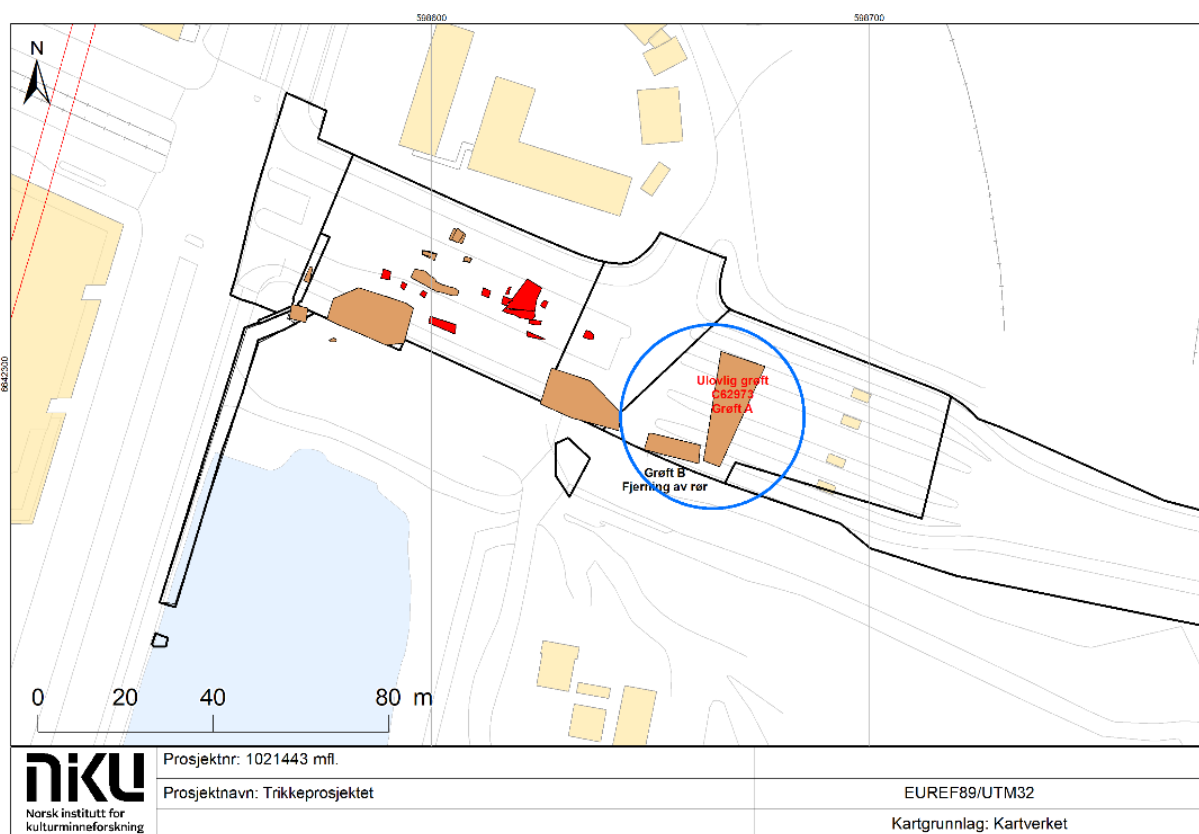 598600
598700
N
6642300
Ulovlig grøft
C62973
Grøft A
Grøft B
Fjerning av rør
0 20 40 80 m
NIKU
Norsk institutt for
kulturminneforskning
Prosjektnr: 1021443 mfl.
Prosjektnavn: Trikkeprosjektet
EUREF89/UTM32
Kartgrunnlag: Kartverket